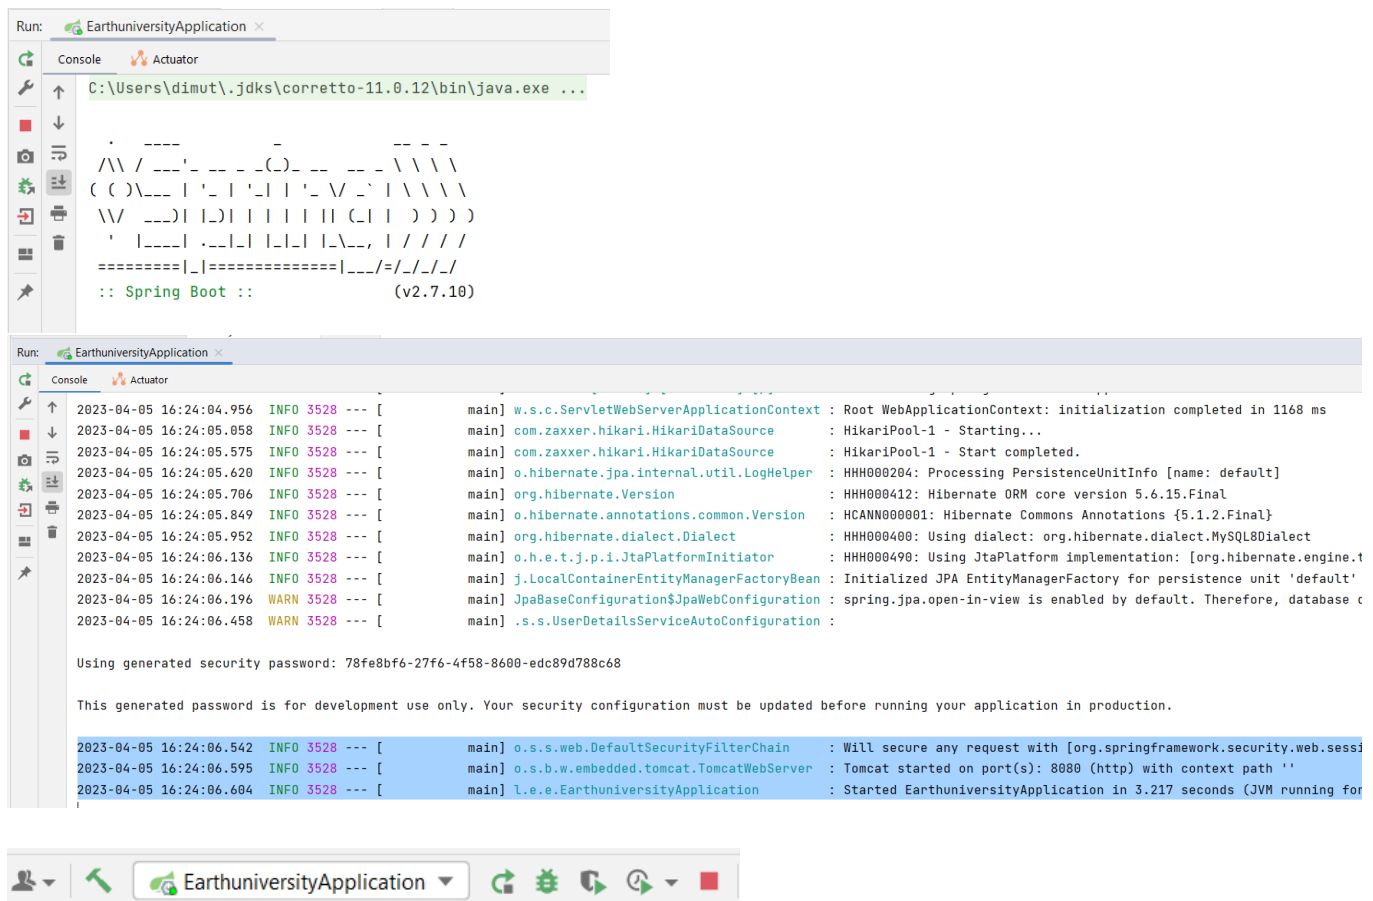 Run: EarthuniversityApplication ×
Console Actuator
C:\Users\dimut\.jdks\corretto-11.0.12\bin\java.exe ...
  .   ____          _            __ _ _
 /\\ / ___'_ __ _ _(_)_ __  __ _ \ \ \ \
( ( )\___ | '_ | '_| | '_ \/ _` | \ \ \ \
 \\/  ___)| |_)| | | | | || (_| |  ) ) ) )
  '  |____| .__|_| |_|_| |_\__, | / / / /
 =========|_|==============|___/=/_/_/_/
 :: Spring Boot ::                (v2.7.10)
Run: EarthuniversityApplication ×
Console Actuator
2023-04-05 16:24:04.956  INFO 3528 --- [           main] w.s.c.ServletWebServerApplicationContext : Root WebApplicationContext: initialization completed in 1168 ms
2023-04-05 16:24:05.058  INFO 3528 --- [           main] com.zaxxer.hikari.HikariDataSource       : HikariPool-1 - Starting...
2023-04-05 16:24:05.575  INFO 3528 --- [           main] com.zaxxer.hikari.HikariDataSource       : HikariPool-1 - Start completed.
2023-04-05 16:24:05.620  INFO 3528 --- [           main] o.hibernate.jpa.internal.util.LogHelper  : HHH000204: Processing PersistenceUnitInfo [name: default]
2023-04-05 16:24:05.706  INFO 3528 --- [           main] org.hibernate.Version                    : HHH000412: Hibernate ORM core version 5.6.15.Final
2023-04-05 16:24:05.849  INFO 3528 --- [           main] o.hibernate.annotations.common.Version   : HCANN000001: Hibernate Commons Annotations {5.1.2.Final}
2023-04-05 16:24:05.952  INFO 3528 --- [           main] org.hibernate.dialect.Dialect            : HHH000400: Using dialect: org.hibernate.dialect.MySQL8Dialect
2023-04-05 16:24:06.136  INFO 3528 --- [           main] o.h.e.t.j.p.i.JtaPlatformInitiator       : HHH000490: Using JtaPlatform implementation: [org.hibernate.engine.t
2023-04-05 16:24:06.146  INFO 3528 --- [           main] j.LocalContainerEntityManagerFactoryBean : Initialized JPA EntityManagerFactory for persistence unit 'default'
2023-04-05 16:24:06.196  WARN 3528 --- [           main] JpaBaseConfiguration$JpaWebConfiguration : spring.jpa.open-in-view is enabled by default. Therefore, database
2023-04-05 16:24:06.458  WARN 3528 --- [           main] .s.s.UserDetailsServiceAutoConfiguration :
Using generated security password: 78fe8bf6-27f6-4f58-8600-edc89d788c68
This generated password is for development use only. Your security configuration must be updated before running your application in production.
2023-04-05 16:24:06.542  INFO 3528 --- [           main] o.s.s.web.DefaultSecurityFilterChain     : Will secure any request with [org.springframework.security.web.sessi
2023-04-05 16:24:06.595  INFO 3528 --- [           main] o.s.b.w.embedded.tomcat.TomcatWebServer  : Tomcat started on port(s): 8080 (http) with context path ''
2023-04-05 16:24:06.604  INFO 3528 --- [           main] l.e.e.EarthuniversityApplication         : Started EarthuniversityApplication in 3.217 seconds (JVM running for
EarthuniversityApplication